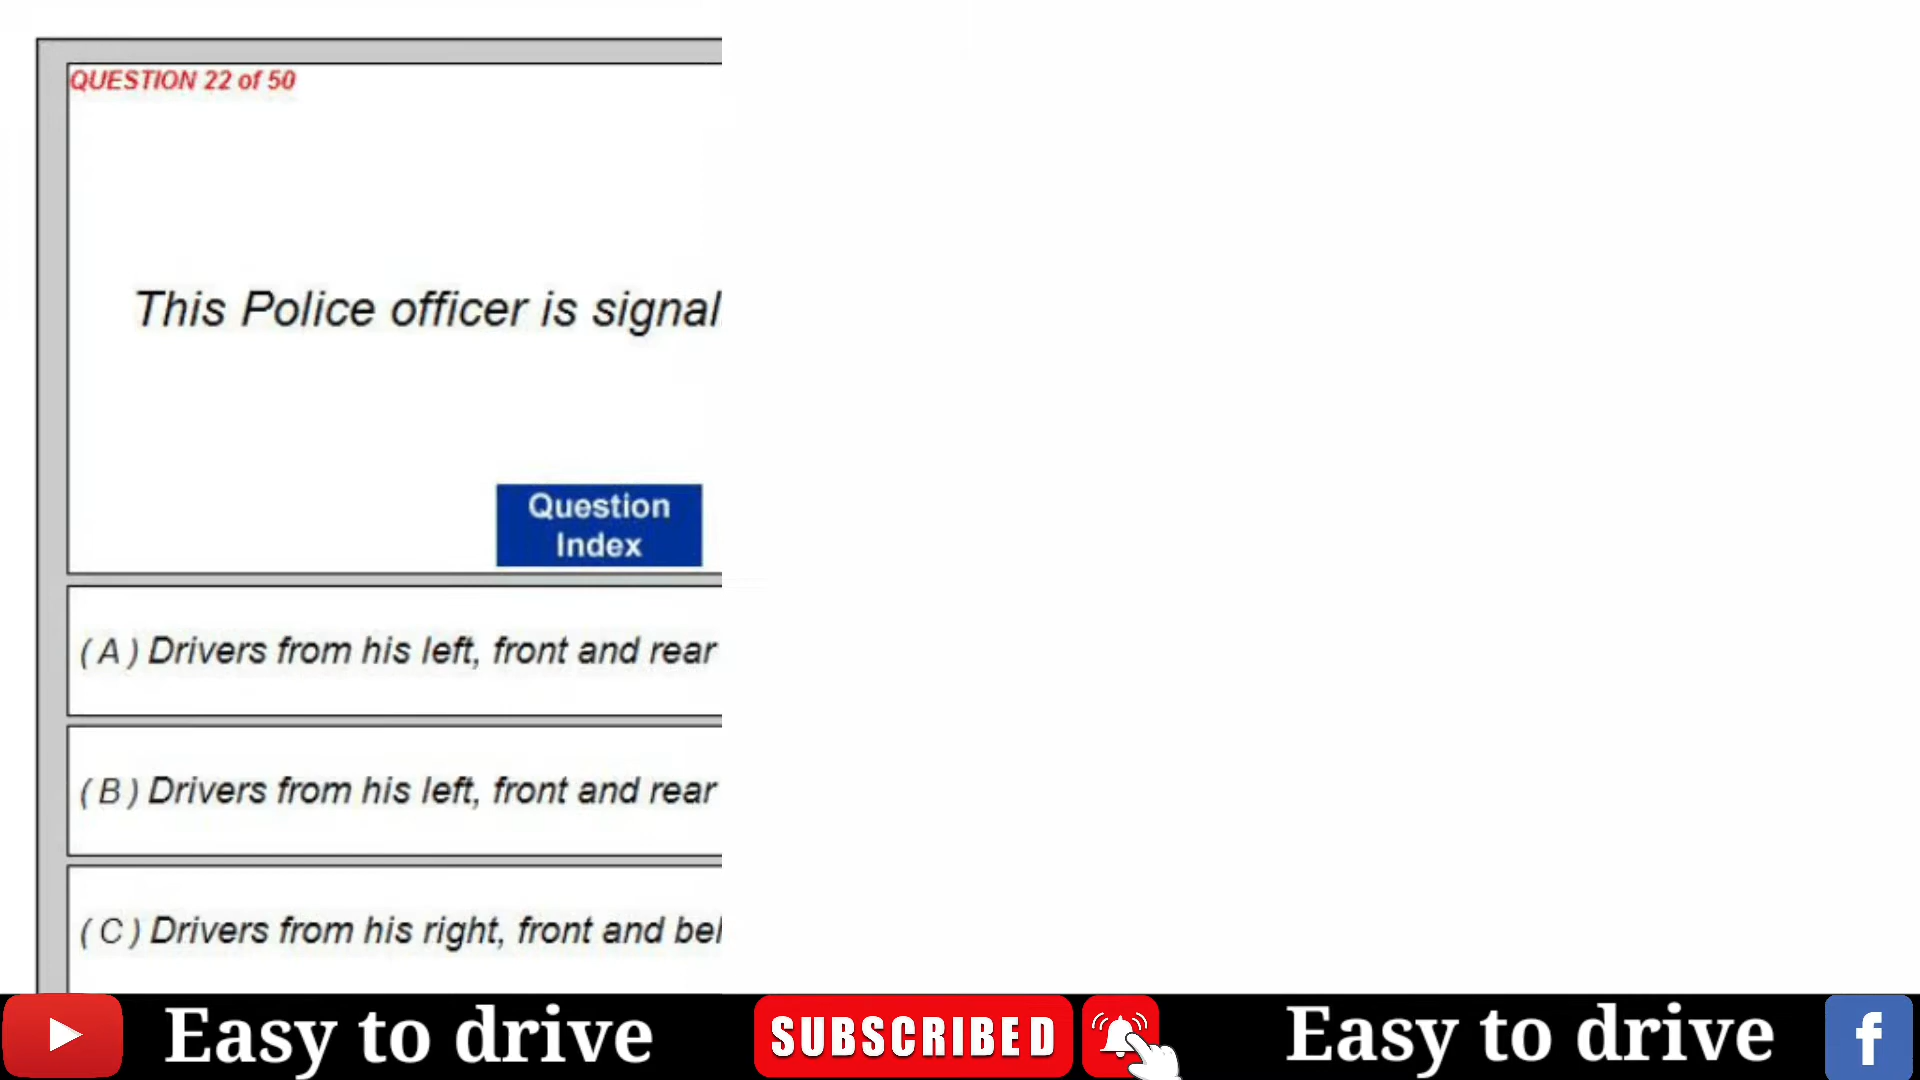 QUESTION 22 of 50
This Police officer is signal
Question
Index
( A ) Drivers from his left, front and rear
( B ) Drivers from his left, front and rear
( C ) Drivers from his right, front and
Easy to drive
SUBSCRIBED
Easy to drive
f